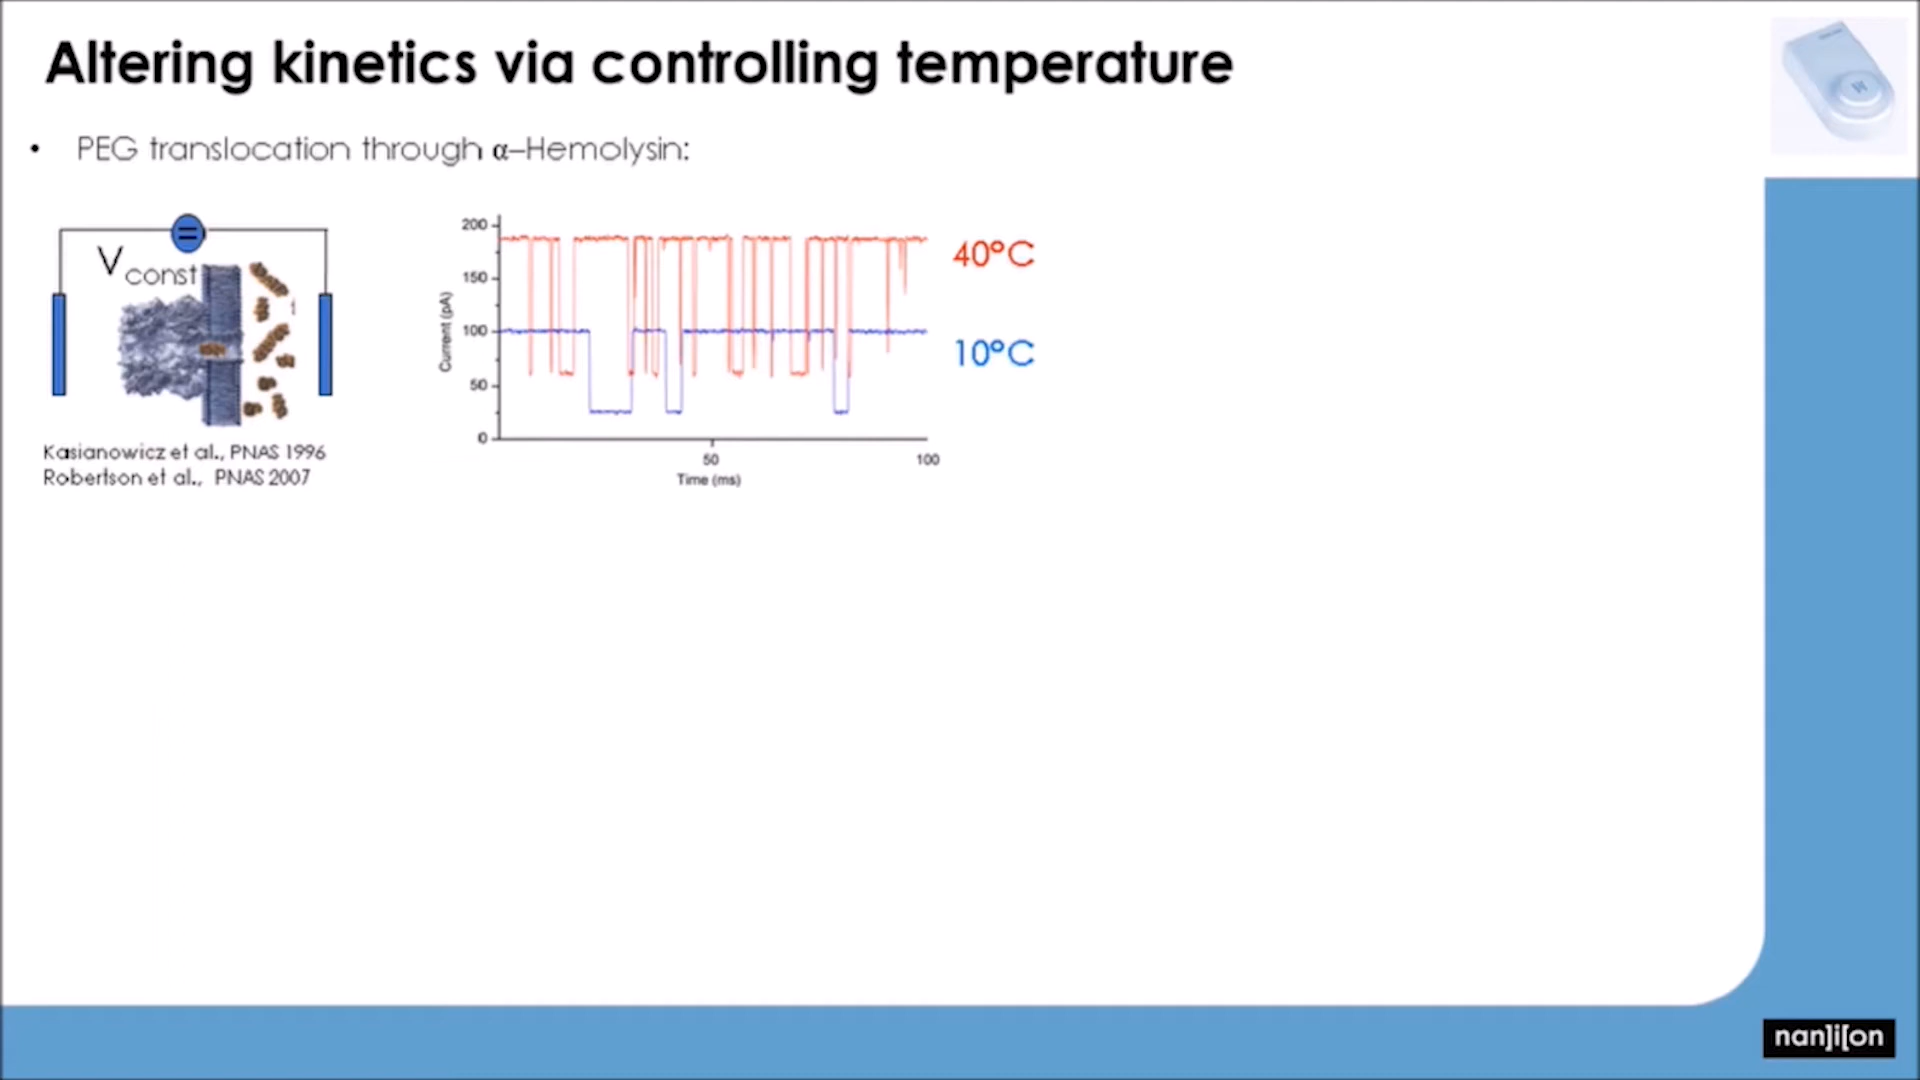 Altering kinetics via controlling temperature
• PEG translocation through α–Hemolysin:
Vconst
Kasianowicz et al., PNAS 1996
Robertson et al., PNAS 2007
200
150
100
50
0
Current (pA)
50
100
Time (ms)
40°C
10°C
nan]i[on